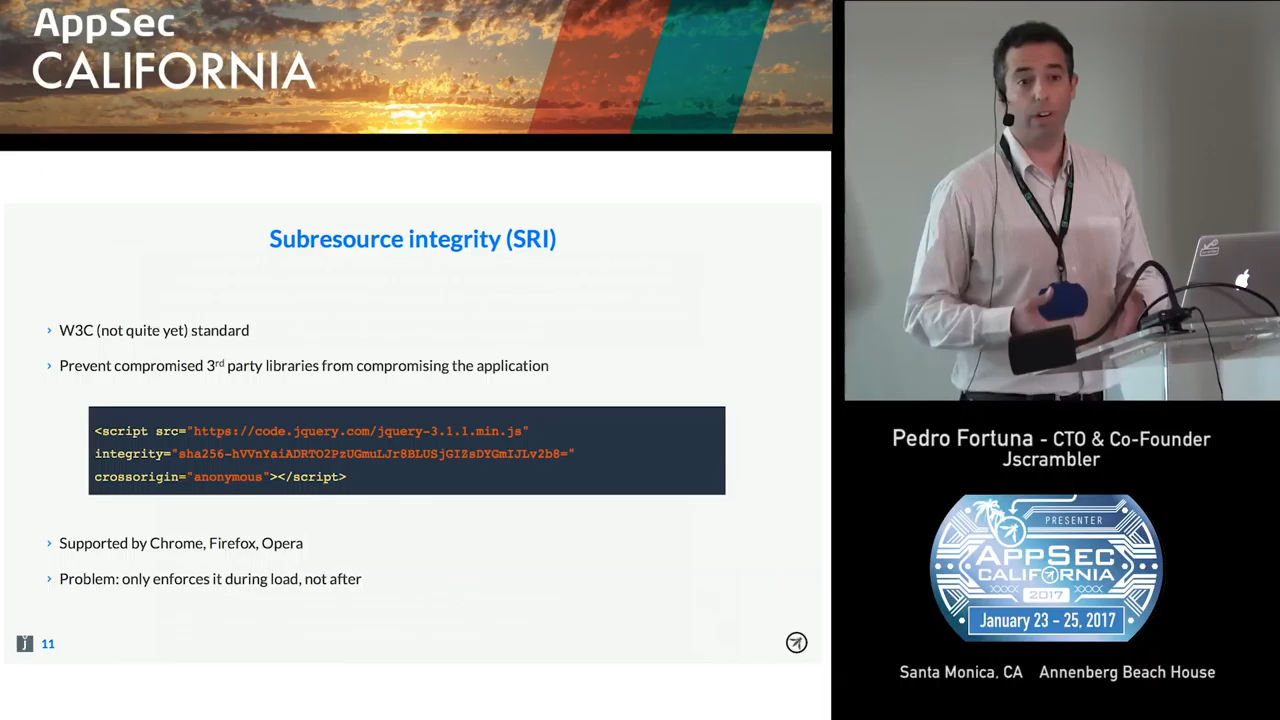 AppSec
CALIFORNIA
Subresource integrity (SRI)
› W3C (not quite yet) standard
› Prevent compromised 3rd party libraries from compromising the application
<script src="https://code.jquery.com/jquery-3.1.1.min.js"
integrity="sha256-hVVnYaiADRTO2PzUGmuLJr8BLUSjGIZsDYGmIJLv2b8="
crossorigin="anonymous"></script>
› Supported by Chrome, Firefox, Opera
› Problem: only enforces it during load, not after
j 11
Pedro Fortuna - CTO & Co-Founder
Jscrambler
PRESENTER
APPSEC
CALIFORNIA
2017
January 23 - 25, 2017
Santa Monica, CA Annenberg Beach House